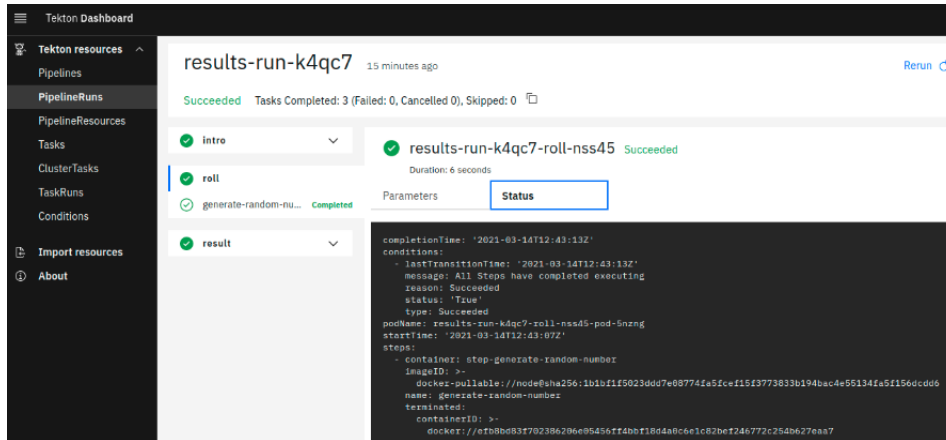 Tekton Dashboard
Tekton resources
Pipelines
PipelineRuns
PipelineResources
Tasks
ClusterTasks
TaskRuns
Conditions
Import resources
About
results-run-k4qc7 15 minutes ago
Rerun
Succeeded Tasks Completed: 3 (Failed: 0, Cancelled 0), Skipped: 0
intro
roll
generate-random-nu... Completed
result
results-run-k4qc7-roll-nss45 Succeeded
Duration: 6 seconds
Parameters Status
completionTime: '2021-03-14T12:43:13Z'
conditions:
- lastTransitionTime: '2021-03-14T12:43:13Z'
message: All Steps have completed executing
reason: Succeeded
status: 'True'
type: Succeeded
podName: results-run-k4qc7-roll-nss45-pod-5nzng
startTime: '2021-03-14T12:43:07Z'
steps:
- container: step-generate-random-number
imageID: >-
docker-pullable://node@sha256:1b1bf1f5023ddd7e08774fa5fcef15f3773833b194bac4e55134fa5f156dcdd6
name: generate-random-number
terminated:
containerID: >-
docker://efb8bd83f702386206e05456ff4bbf18d4a0c6e1c82bef246772c254b627eaa7